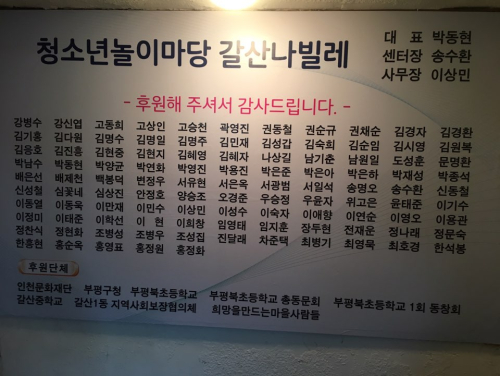 청소년놀이마당 갈산나빌레
대 표 박동현
센터장 송수환
사무장 이상민
- 후원해 주셔서 감사드립니다. -
강병수 강신엽 고동희 고상인 고승천 곽영진 권동철 권순규 권채순 김경자 김경환
김기홍 김다원 김명수 김명일 김명주 김민재 김성갑 김숙희 김순임 김시영 김원복
김응호 김진흥 김현중 김현지 김혜영 김혜자 나상길 남기춘 남원일 도성훈 문명환
박남수 박동현 박양균 박연화 박영진 박용진 박은준 박은아 박은하 박재성 박종석
배은선 배제천 백봉덕 변정우 서유현 서은옥 서광범 서일석 송명오 송수환 신동철
신성철 심꽃네 심상진 안정호 양승조 오경준 우승정 우윤자 위고은 윤태준 이기수
이동열 이동욱 이만재 이민수 이상민 이성수 이숙자 이애향 이연순 이영오 이용관
이정미 이태준 이학선 이 현 이희창 임영태 임지훈 장두현 전재운 정나래 정문숙
정찬식 정현화 조병성 조병우 조성집 진달래 차준택 최병기 최영묵 최호경 한석봉
한흥현 홍순목 홍영표 홍정원 홍정화
후원단체
인천문화재단 부평구청 부평북초등학교 부평북초등학교 총동문회 부평북초등학교 1회 동창회
갈산중학교 갈산1동 지역사회보장협의체 희망을만드는마을사람들